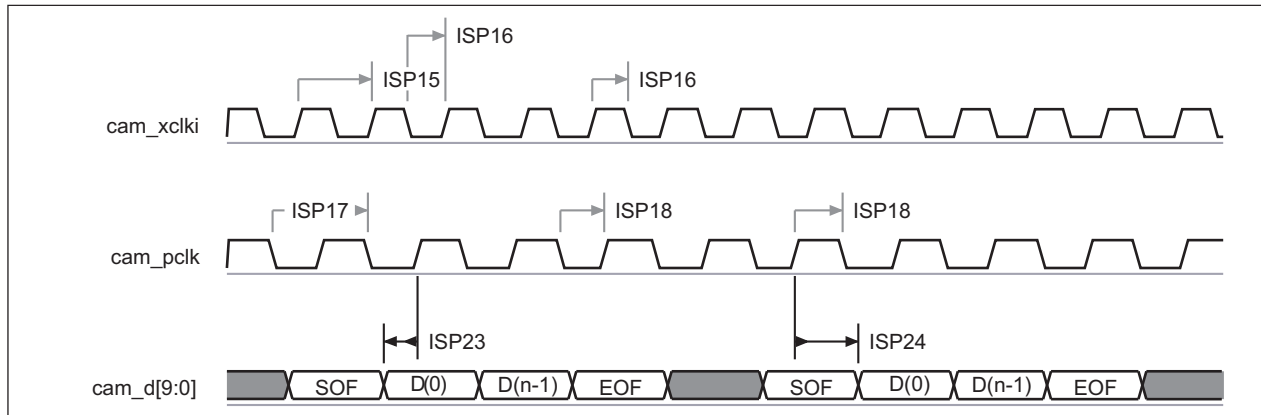 ISP16
ISP15
ISP16
cam_xclki
ISP17
ISP18
ISP18
cam_pclk
ISP23
ISP24
cam_d[9:0]
SOF
D(0)
D(n-1)
EOF
SOF
D(0)
D(n-1)
EOF